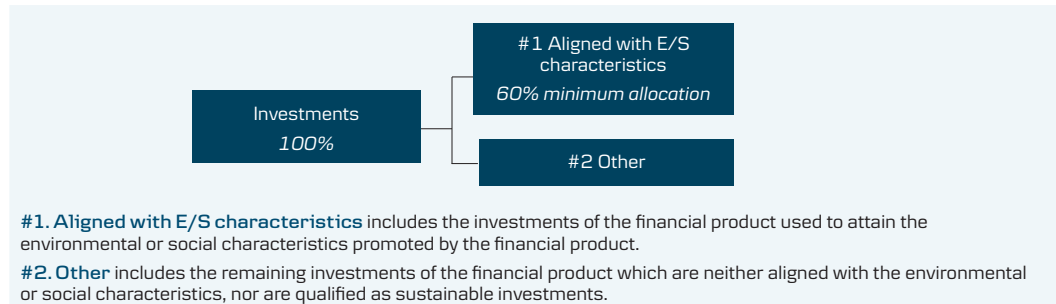 #1 Aligned with E/S
characteristics
60% minimum allocation
Investments
100%
#2 Other
#1. Aligned with E/S characteristics includes the investments of the financial product used to attain the
environmental or social characteristics promoted by the financial product.
#2. Other includes the remaining investments of the financial product which are neither aligned with the environmental
or social characteristics, nor are qualified as sustainable investments.